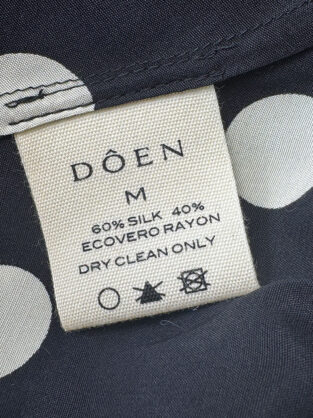 DÔEN
M
60% SILK 40%
ECOVERO RAYON
DRY CLEAN ONLY